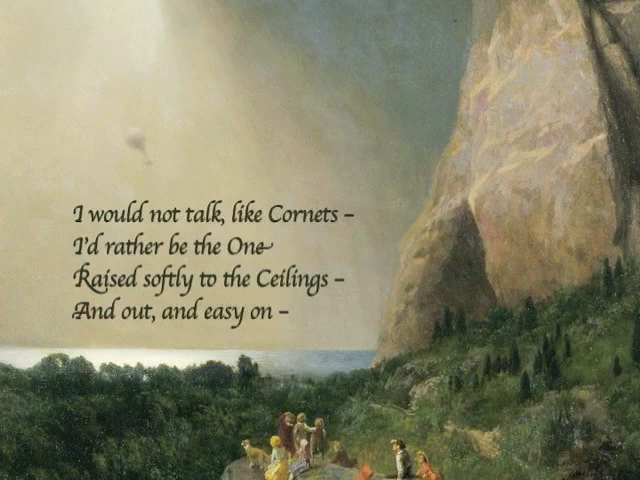 I would not talk, like Cornets –
I'd rather be the One
Raised softly to the Ceilings –
And out, and easy on –